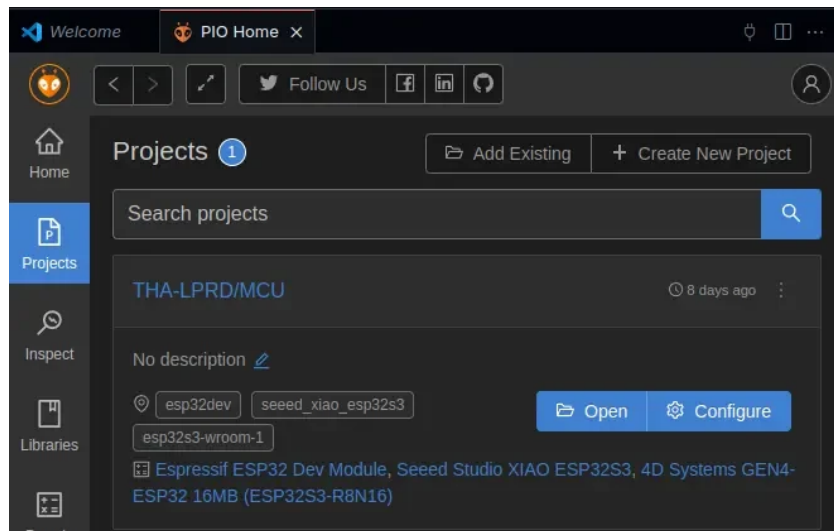 Welcome
PIO Home
Follow Us
Home
Projects 1
Add Existing
Create New Project
Search projects
Projects
THA-LPRD/MCU
8 days ago
Inspect
No description
esp32dev
seeed_xiao_esp32s3
esp32s3-wroom-1
Open
Configure
Libraries
Espressif ESP32 Dev Module, Seeed Studio XIAO ESP32S3, 4D Systems GEN4-
ESP32 16MB (ESP32S3-R8N16)